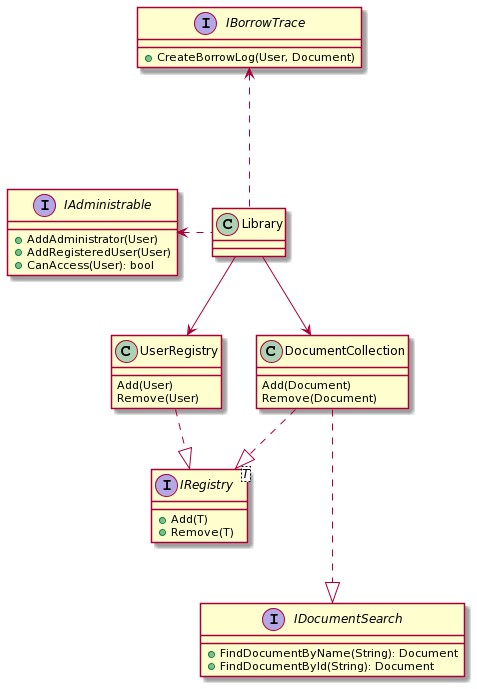 I IBorrowTrace
CreateBorrowLog(User, Document)
I IAdministrable
AddAdministrator(User)
AddRegisteredUser(User)
CanAccess(User): bool
C Library
C UserRegistry
Add(User)
Remove(User)
C DocumentCollection
Add(Document)
Remove(Document)
I IRegistry T
Add(T)
Remove(T)
I IDocumentSearch
FindDocumentByName(String): Document
FindDocumentById(String): Document